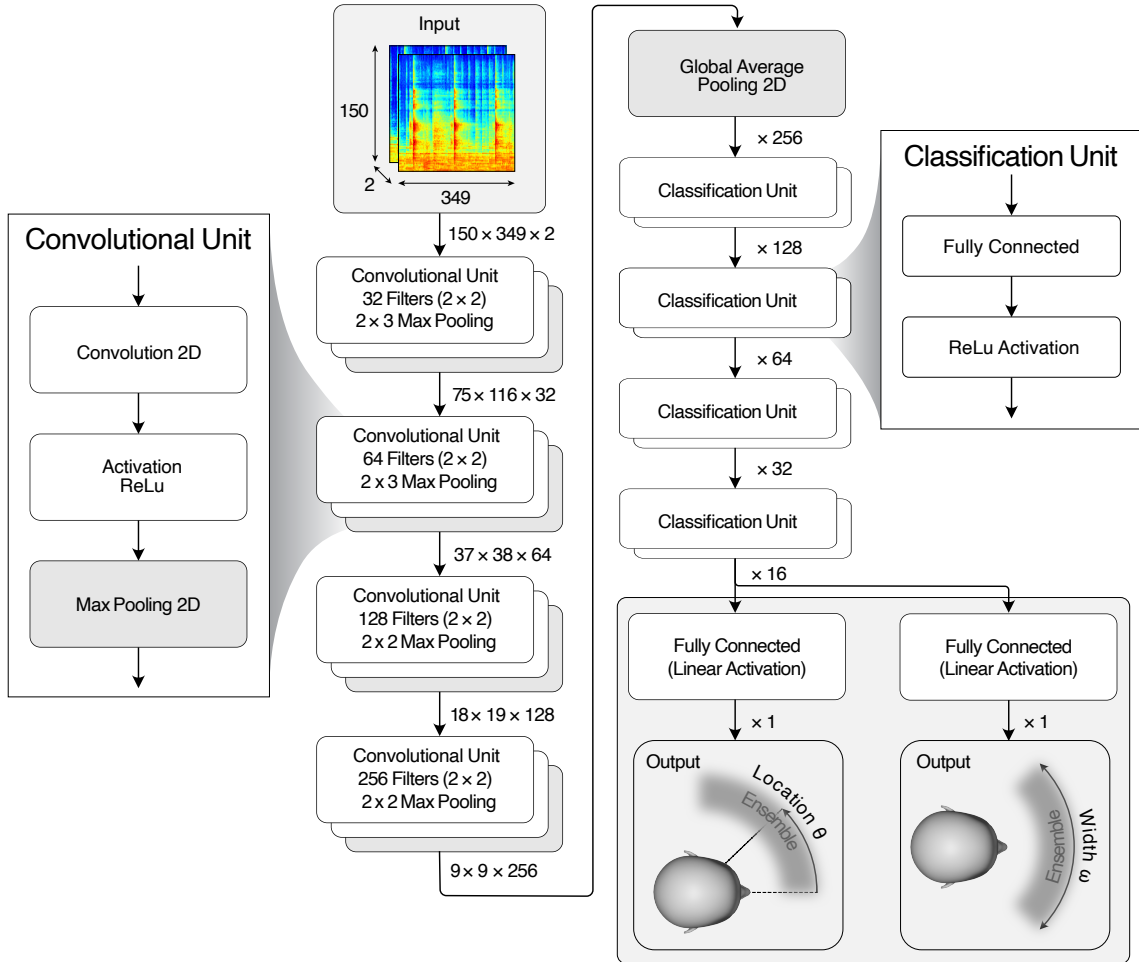 Input
150
2
349
150 × 349 × 2
Convolutional Unit
32 Filters (2 × 2)
2 × 3 Max Pooling
75 × 116 × 32
Convolutional Unit
64 Filters (2 × 2)
2 x 3 Max Pooling
37 × 38 × 64
Convolutional Unit
128 Filters (2 × 2)
2 x 2 Max Pooling
18 × 19 × 128
Convolutional Unit
256 Filters (2 × 2)
2 x 2 Max Pooling
9 × 9 × 256
Convolutional Unit
Convolution 2D
Activation
ReLu
Max Pooling 2D
Global Average
Pooling 2D
× 256
Classification Unit
× 128
Classification Unit
× 64
Classification Unit
× 32
Classification Unit
× 16
Classification Unit
Fully Connected
ReLu Activation
Fully Connected
(Linear Activation)
× 1
Output
Location θ
Ensemble
Fully Connected
(Linear Activation)
× 1
Output
Ensemble
Width ω